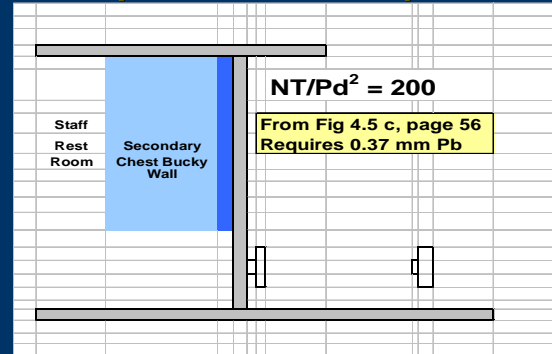 NT/Pd² = 200
From Fig 4.5 c, page 56
Requires 0.37 mm Pb
Staff
Rest
Room
Secondary
Chest Bucky
Wall